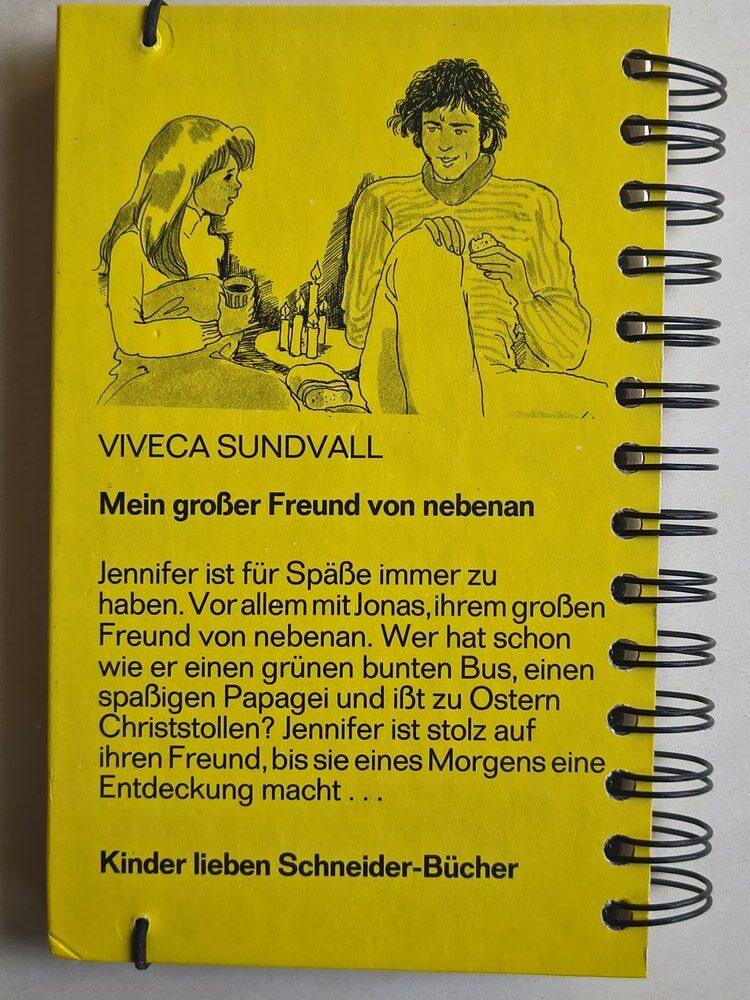 VIVECA SUNDVALL
Mein großer Freund von nebenan
Jennifer ist für Späße immer zu
haben. Vor allem mit Jonas, ihrem großen
Freund von nebenan. Wer hat schon
wie er einen grünen bunten Bus, einen
spaßigen Papagei und ißt zu Ostern
Christstollen? Jennifer ist stolz auf
ihren Freund, bis sie eines Morgens eine
Entdeckung macht . . .
Kinder lieben Schneider-Bücher